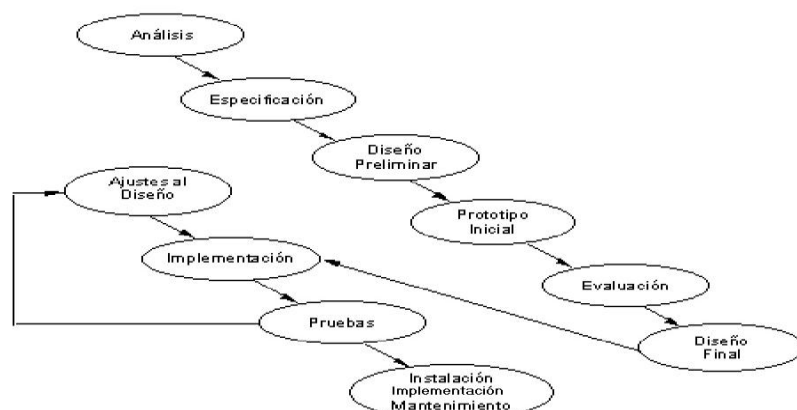 Análisis
Especificación
Diseño
Preliminar
Ajustes al
Diseño
Prototipo
Inicial
Implementación
Evaluación
Pruebas
Diseño
Final
Instalación
Implementación
Mantenimiento